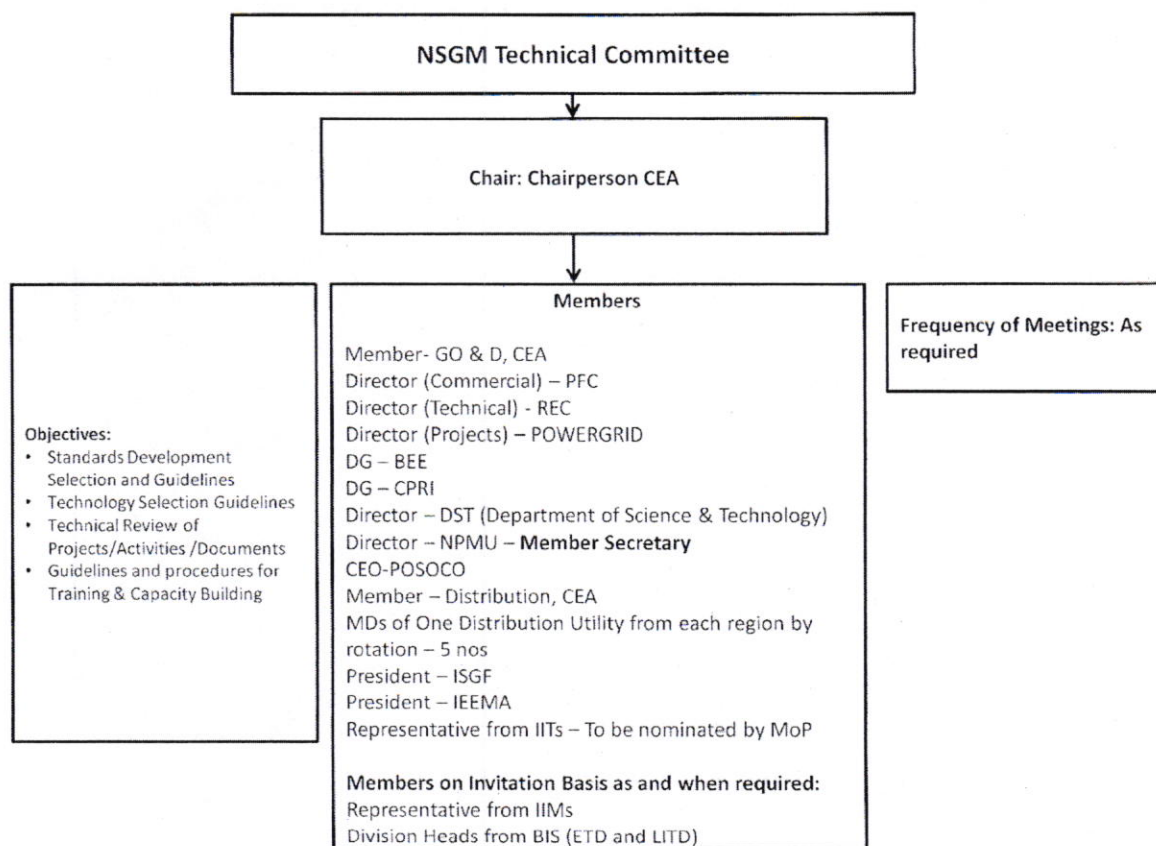 NSGM Technical Committee
Chair: Chairperson CEA
Objectives:
• Standards Development
Selection and Guidelines
• Technology Selection Guidelines
• Technical Review of
Projects/Activities /Documents
• Guidelines and procedures for
Training & Capacity Building
Members
Member- GO & D, CEA
Director (Commercial) – PFC
Director (Technical) - REC
Director (Projects) – POWERGRID
DG – BEE
DG – CPRI
Director – DST (Department of Science & Technology)
Director – NPMU – Member Secretary
CEO-POSOCO
Member – Distribution, CEA
MDs of One Distribution Utility from each region by
rotation – 5 nos
President – ISGF
President – IEEMA
Representative from IITs – To be nominated by MoP
Members on Invitation Basis as and when required:
Representative from IIMs
Division Heads from BIS (ETD and LITD)
Frequency of Meetings: As
required